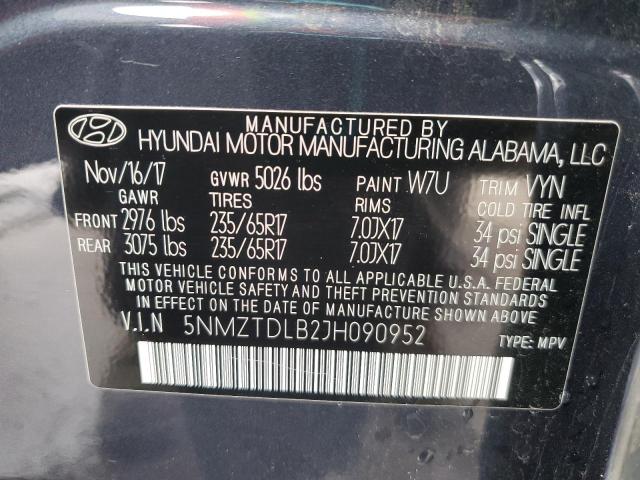 MANUFACTURED BY
HYUNDAI MOTOR MANUFACTURING ALABAMA, LLC
Nov/16/17 GVWR 5026 lbs PAINT W7U TRIM VYN
GAWR TIRES RIMS COLD TIRE INFL
FRONT 2976 lbs 235/65R17 7.0JX17 34 psi SINGLE
REAR 3075 lbs 235/65R17 7.0JX17 34 psi SINGLE
THIS VEHICLE CONFORMS TO ALL APPLICABLE U.S.A. FEDERAL
MOTOR VEHICLE SAFETY AND THEFT PREVENTION STANDARDS
IN EFFECT ON THE DATE OF MANUFACTURE SHOWN ABOVE
V.I.N 5NMZTDLB2JH090952
TYPE: MPV